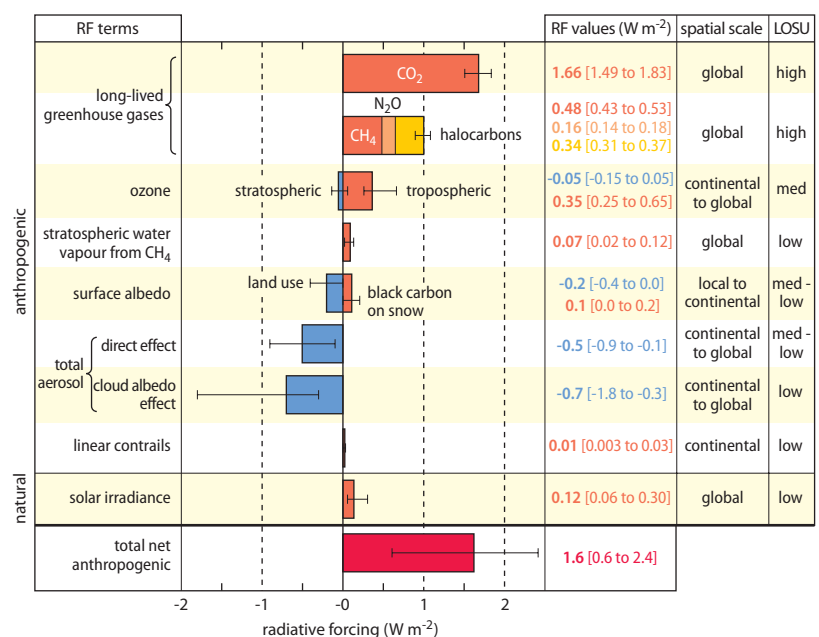 RF terms
RF values (W m-2)
spatial scale
LOSU
anthropogenic
natural
long-lived
greenhouse gases
CO2
1.66 [1.49 to 1.83]
global
high
N2O
CH4
halocarbons
0.48 [0.43 to 0.53]
0.16 [0.14 to 0.18]
0.34 [0.31 to 0.37]
global
high
ozone
stratospheric
tropospheric
-0.05 [-0.15 to 0.05]
0.35 [0.25 to 0.65]
continental
to global
med
stratospheric water
vapour from CH4
0.07 [0.02 to 0.12]
global
low
surface albedo
land use
black carbon
on snow
-0.2 [-0.4 to 0.0]
0.1 [0.0 to 0.2]
local to
continental
med -
low
total
aerosol
direct effect
-0.5 [-0.9 to -0.1]
continental
to global
med -
low
cloud albedo
effect
-0.7 [-1.8 to -0.3]
continental
to global
low
linear contrails
0.01 [0.003 to 0.03]
continental
low
solar irradiance
0.12 [0.06 to 0.30]
global
low
total net
anthropogenic
1.6 [0.6 to 2.4]
-2 -1 -0 1 2
radiative forcing (W m-2)